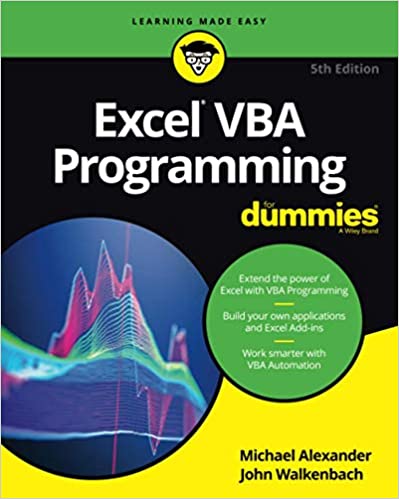 LEARNING MADE EASY
5th Edition
Excel® VBA
Programming
for
dummies®
A Wiley Brand
Extend the power of
Excel with VBA Programming
Build your own applications
and Excel Add-ins
Work smarter with
VBA Automation
Michael Alexander
John Walkenbach